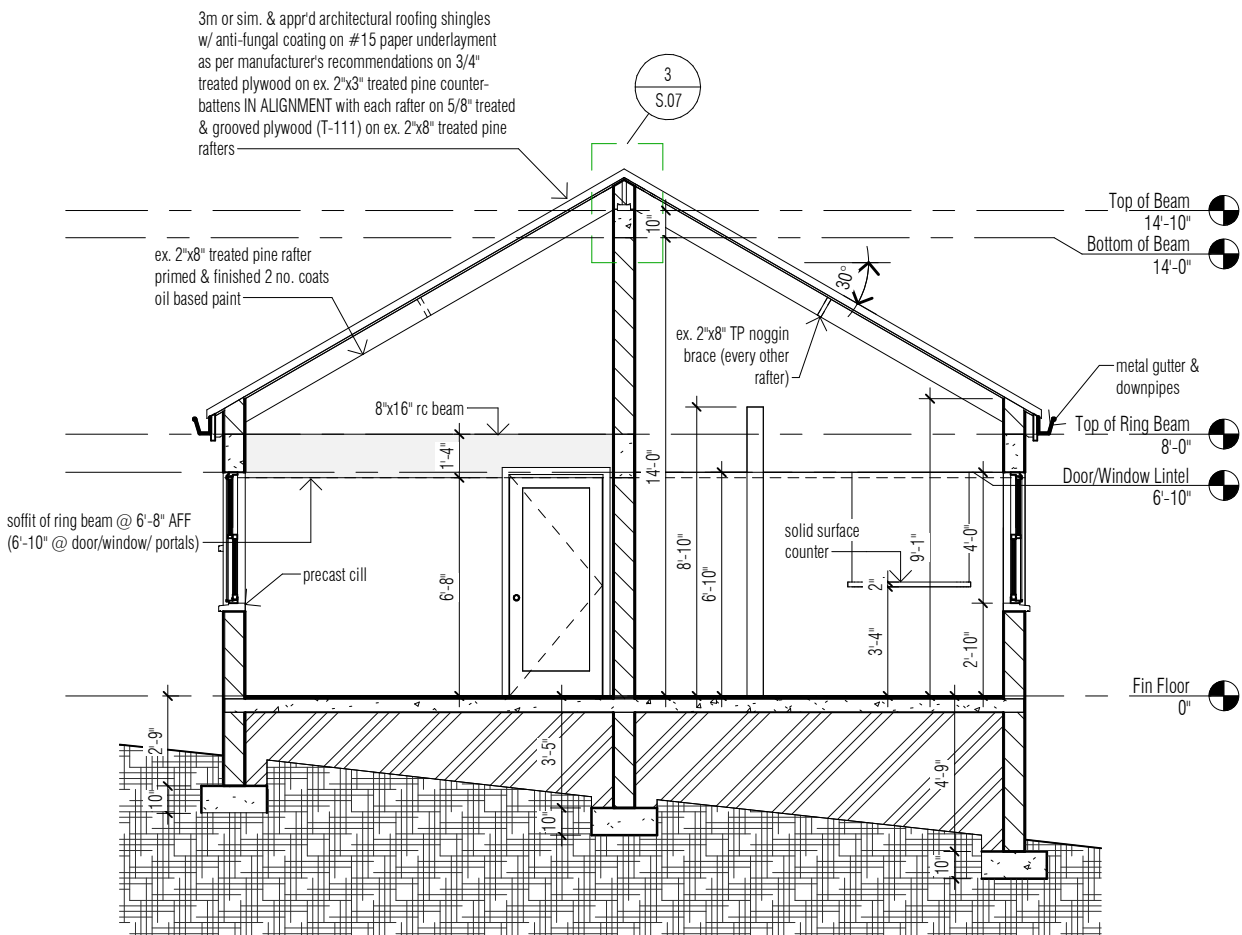 3m or sim. & appr'd architectural roofing shingles
w/ anti-fungal coating on #15 paper underlayment
as per manufacturer's recommendations on 3/4"
treated plywood on ex. 2"x3" treated pine counter-
battens IN ALIGNMENT with each rafter on 5/8" treated
& grooved plywood (T-111) on ex. 2"x8" treated pine
rafters
3
S.07
Top of Beam
14'-10"
Bottom of Beam
14'-0"
10"
30°
ex. 2"x8" treated pine rafter
primed & finished 2 no. coats
oil based paint
ex. 2"x8" TP noggin
brace (every other
rafter)
metal gutter &
downpipes
8"x16" rc beam
Top of Ring Beam
8'-0"
1'-4"
14'-0"
Door/Window Lintel
6'-10"
soffit of ring beam @ 6'-8" AFF
(6'-10" @ door/window/ portals)
solid surface
counter
precast cill
6'-8"
8'-10"
6'-10"
2"
3'-4"
9'-1"
4'-0"
2'-10"
Fin Floor
0"
2'-9"
10"
3'-5"
10"
4'-9"
10"